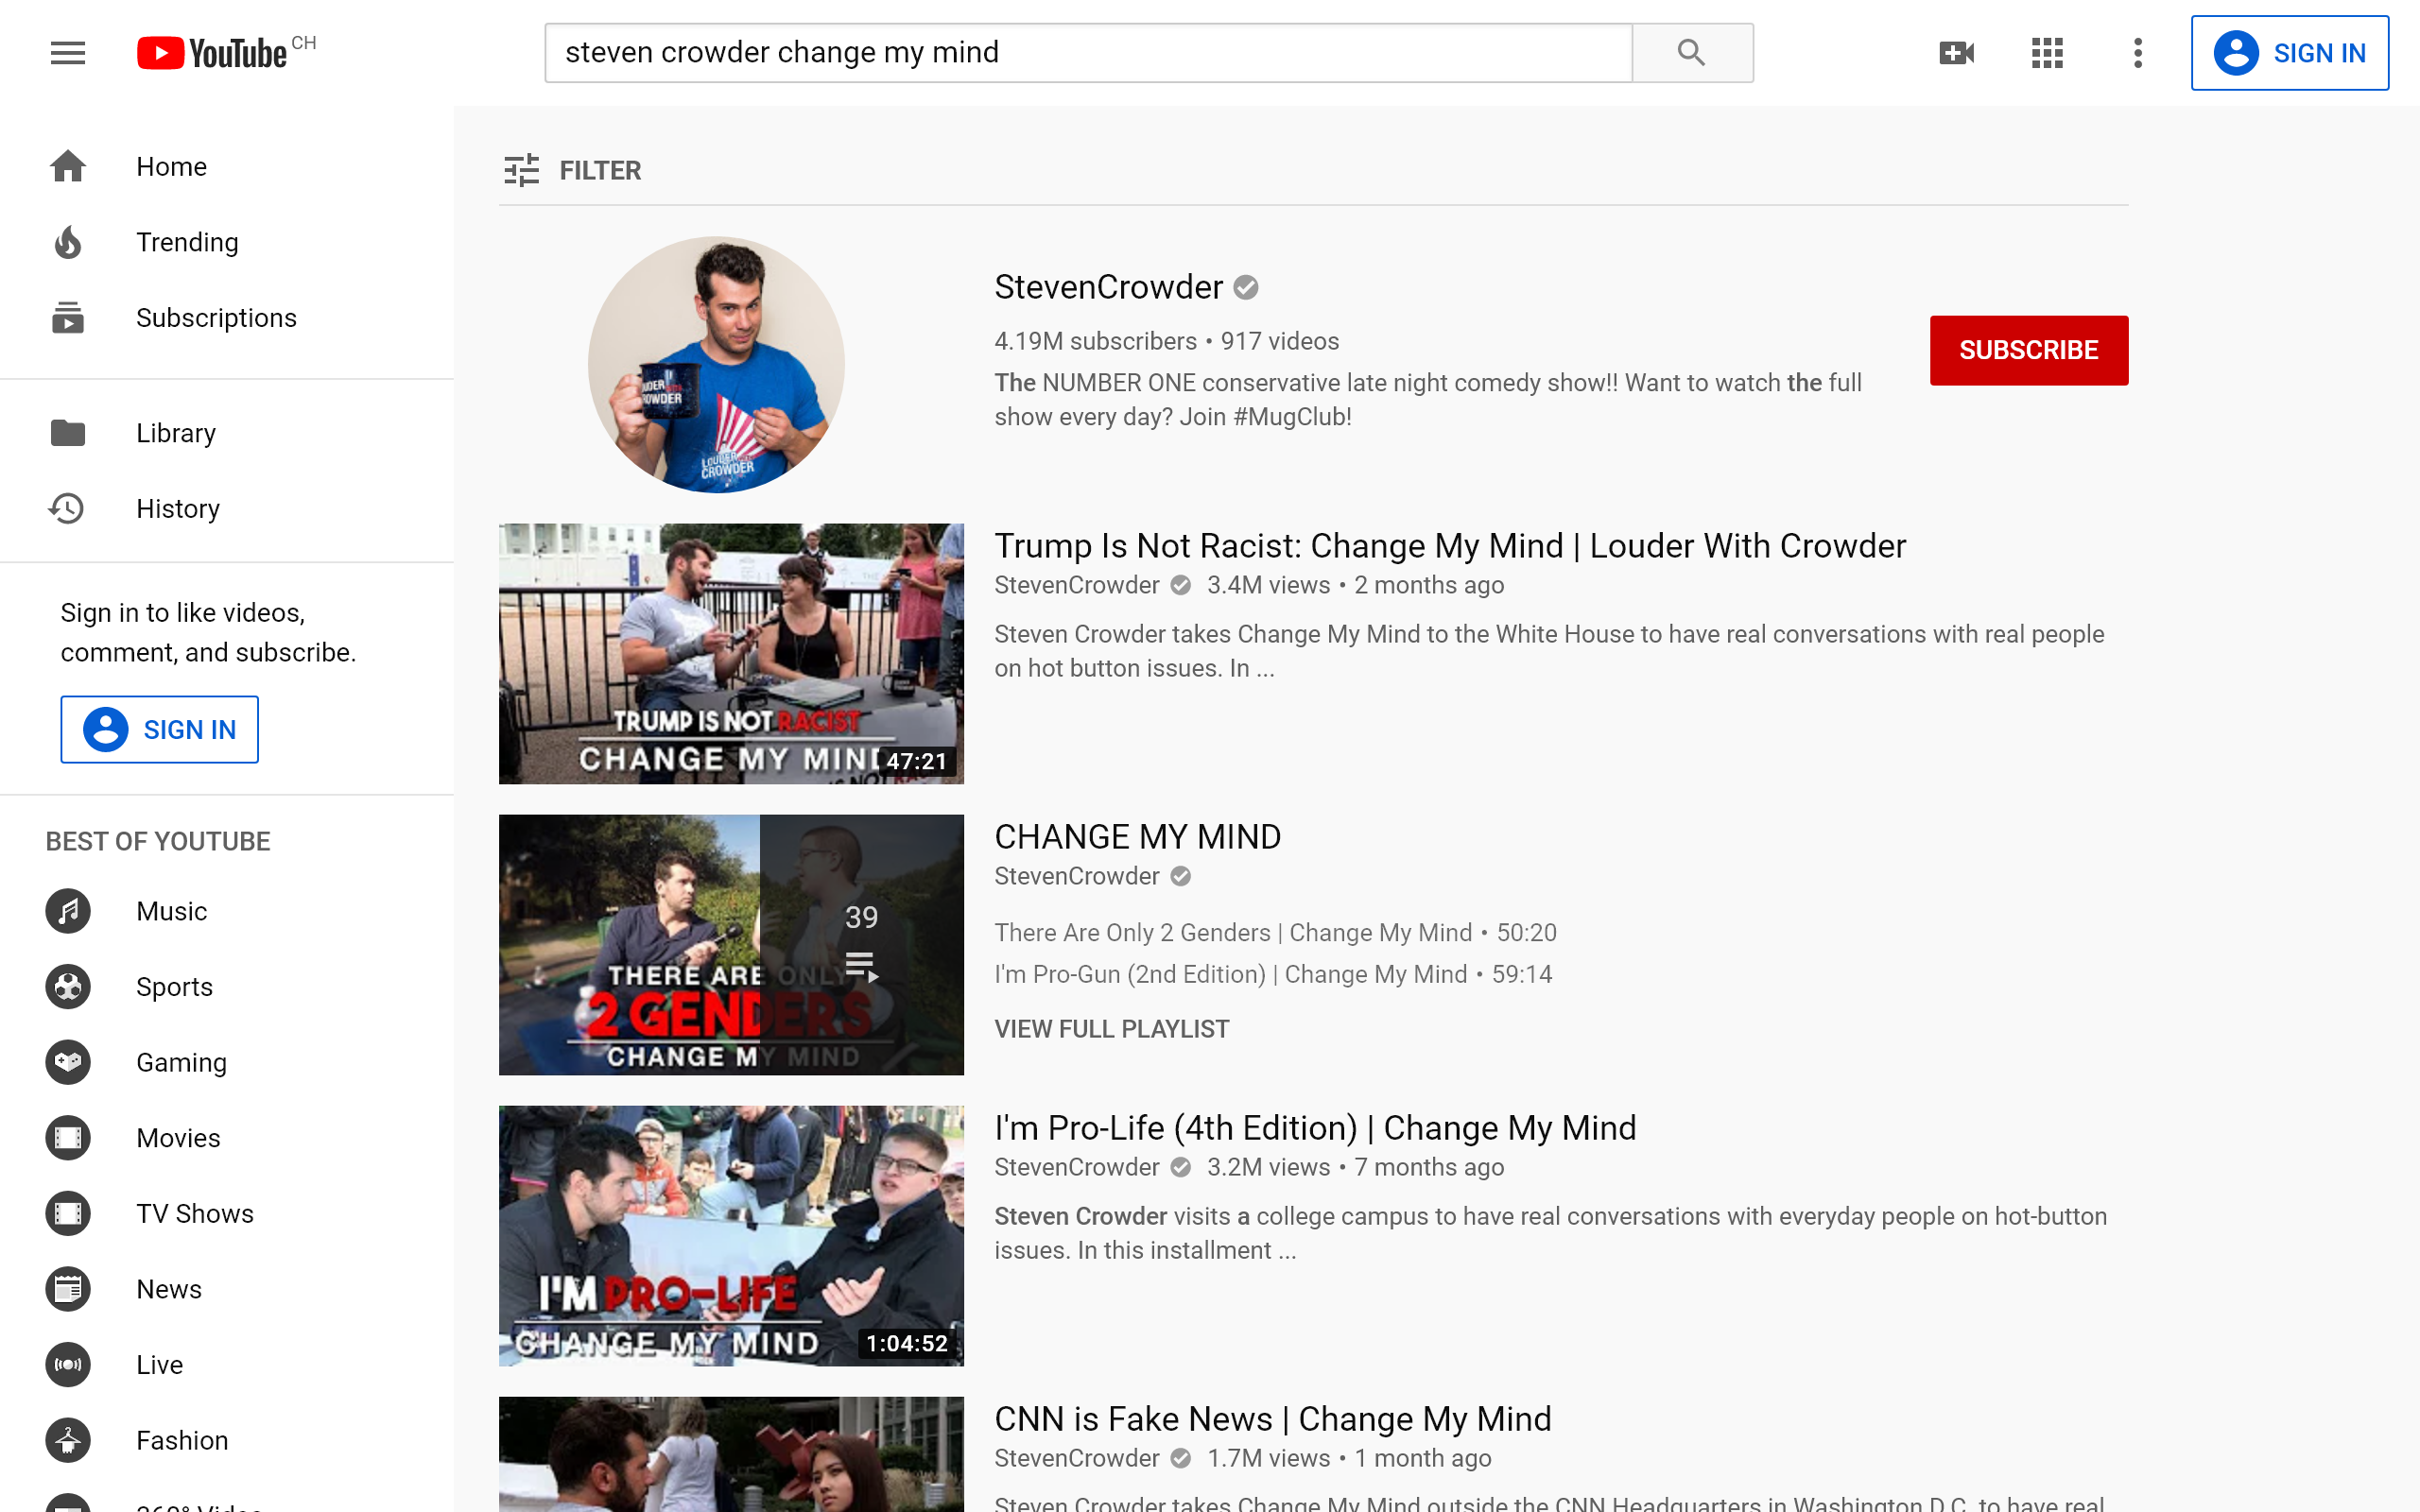 YouTube CH
steven crowder change my mind
SIGN IN
Home
Trending
Subscriptions
Library
History
Sign in to like videos,
comment, and subscribe.
SIGN IN
BEST OF YOUTUBE
Music
Sports
Gaming
Movies
TV Shows
News
Live
Fashion
360° Video
FILTER
LOUDER WITH
CROWDER
StevenCrowder
4.19M subscribers • 917 videos
The NUMBER ONE conservative late night comedy show!! Want to watch the full
show every day? Join #MugClub!
SUBSCRIBE
TRUMP IS NOT RACIST
CHANGE MY MIND
47:21
Trump Is Not Racist: Change My Mind | Louder With Crowder
StevenCrowder 3.4M views • 2 months ago
Steven Crowder takes Change My Mind to the White House to have real conversations with real people
on hot button issues. In ...
THERE ARE ONLY
2 GENDERS
CHANGE MY MIND
39
CHANGE MY MIND
StevenCrowder
There Are Only 2 Genders | Change My Mind • 50:20
I'm Pro-Gun (2nd Edition) | Change My Mind • 59:14
VIEW FULL PLAYLIST
I'M PRO-LIFE
CHANGE MY MIND
1:04:52
I'm Pro-Life (4th Edition) | Change My Mind
StevenCrowder 3.2M views • 7 months ago
Steven Crowder visits a college campus to have real conversations with everyday people on hot-button
issues. In this installment ...
CNN is Fake News | Change My Mind
StevenCrowder 1.7M views • 1 month ago
Steven Crowder takes Change My Mind outside the CNN Headquarters in Washington D.C. to have real